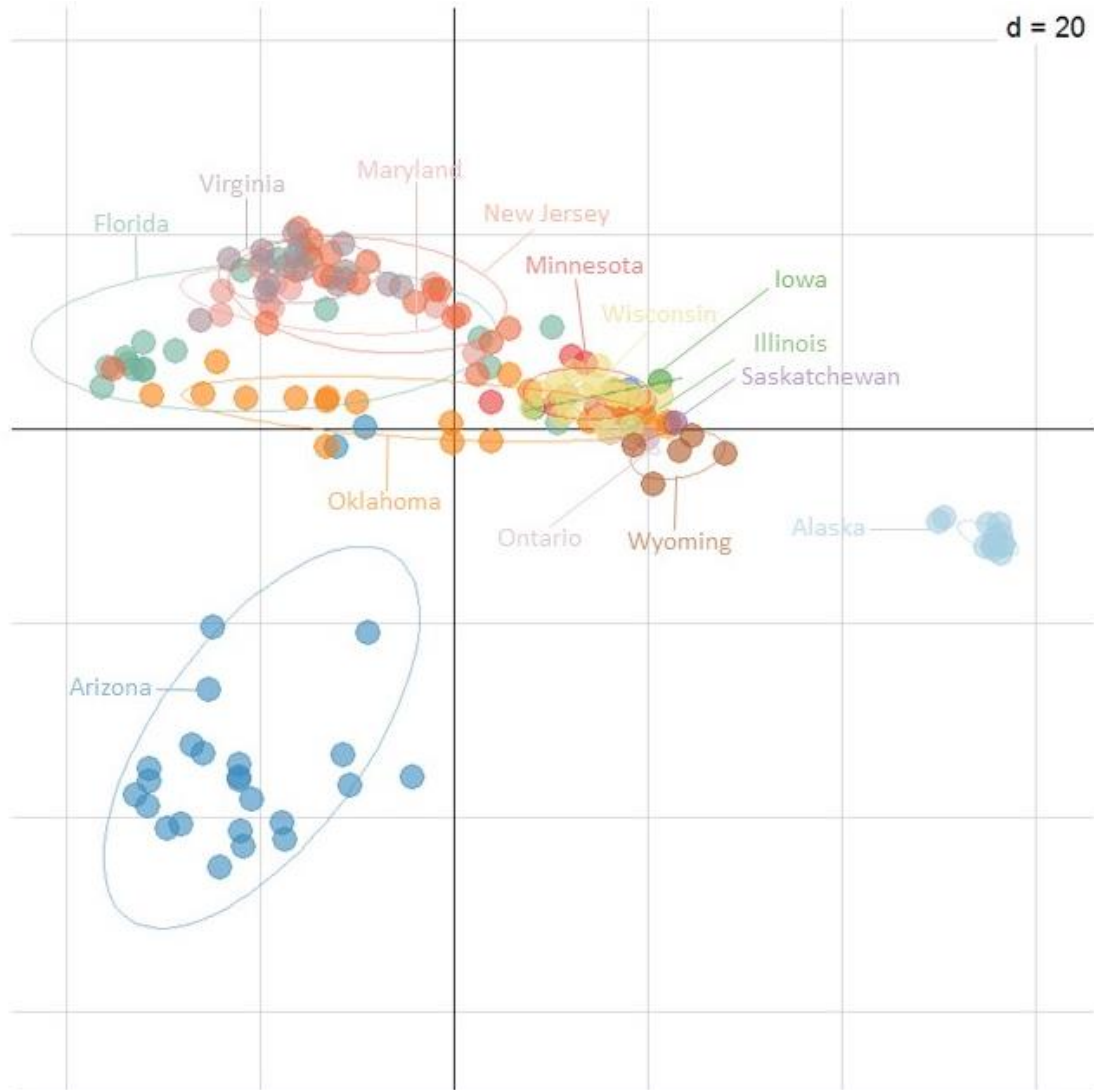 d = 20
Maryland
Virginia
Florida
New Jersey
Minnesota
Iowa
Wisconsin
Illinois
Saskatchewan
Oklahoma
Ontario
Wyoming
Alaska
Arizona